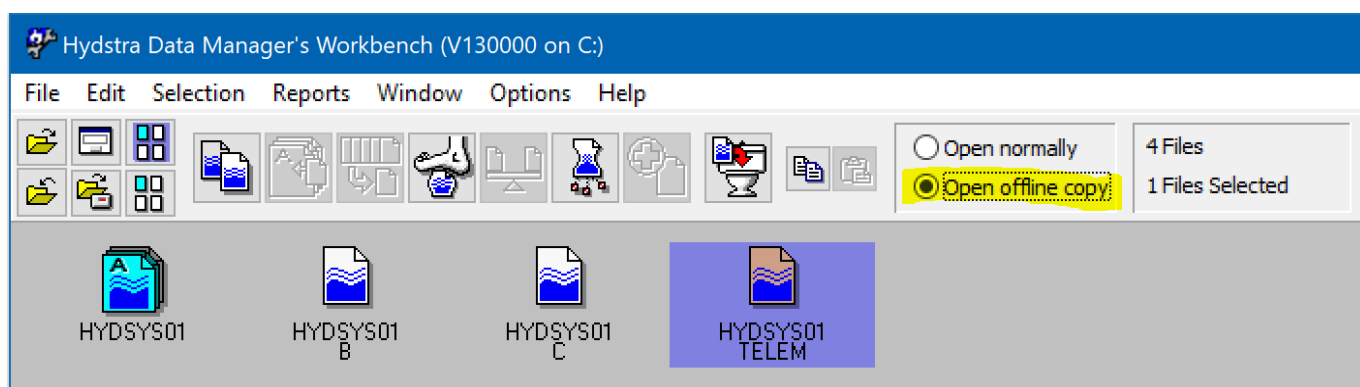 Hydstra Data Manager's Workbench (V130000 on C:)
File Edit Selection Reports Window Options Help
Open normally
Open offline copy
4 Files
1 Files Selected
A
A
HYDSYS01
HYDSYS01
B
HYDSYS01
C
HYDSYS01
TELEM